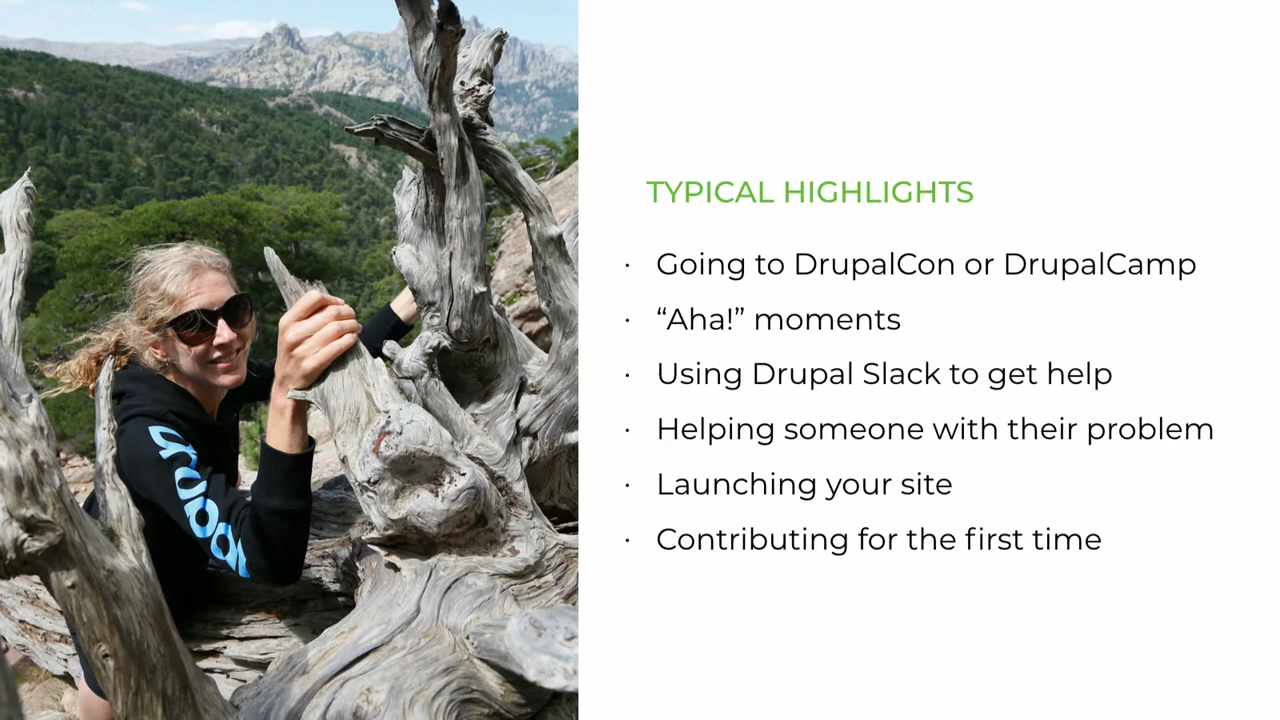 TYPICAL HIGHLIGHTS
· Going to DrupalCon or DrupalCamp
· “Aha!” moments
· Using Drupal Slack to get help
· Helping someone with their problem
· Launching your site
· Contributing for the first time